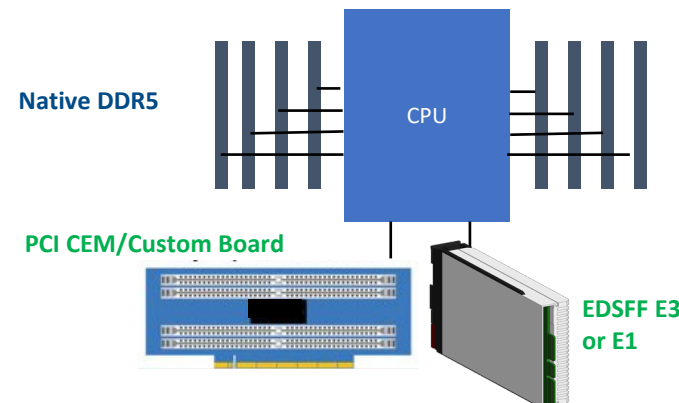 Native DDR5
CPU
PCI CEM/Custom Board
EDSFF E3
or E1